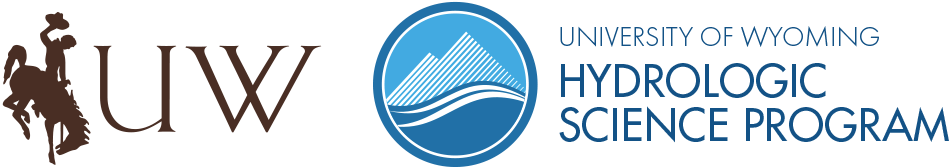 UW
UNIVERSITY OF WYOMING
HYDROLOGIC
SCIENCE PROGRAM